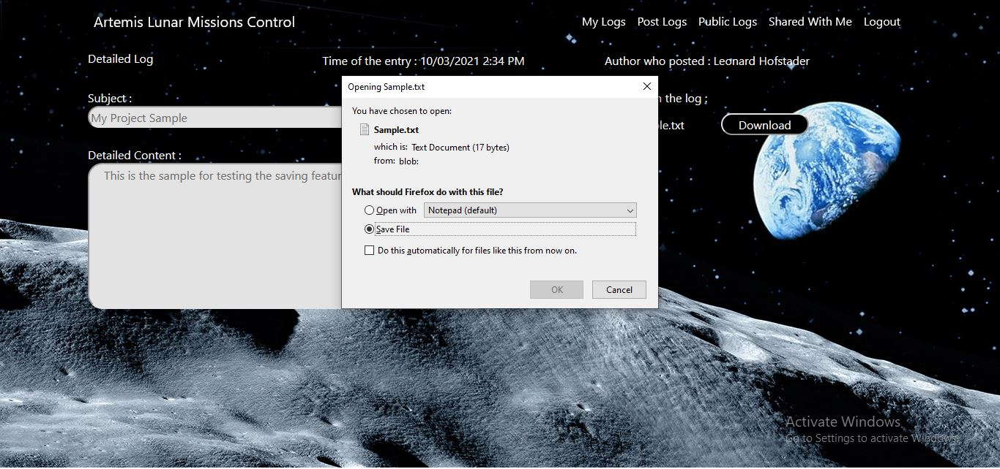 Artemis Lunar Missions Control
My Logs Post Logs Public Logs Shared With Me Logout
Detailed Log
Time of the entry : 10/03/2021 2:34 PM
Author who posted : Leonard Hofstader
Subject :
My Project Sample
Detailed Content :
This is the sample for testing the saving
Opening Sample.txt
You have chosen to open:
Sample.txt
which is: Text Document (17 bytes)
from: blob:
What should Firefox do with this file?
Open with Notepad (default)
Save File
Do this automatically for files like this from now on.
OK Cancel
the log :
le.txt
Download
Activate Windows
Go to Settings to activate Windows.